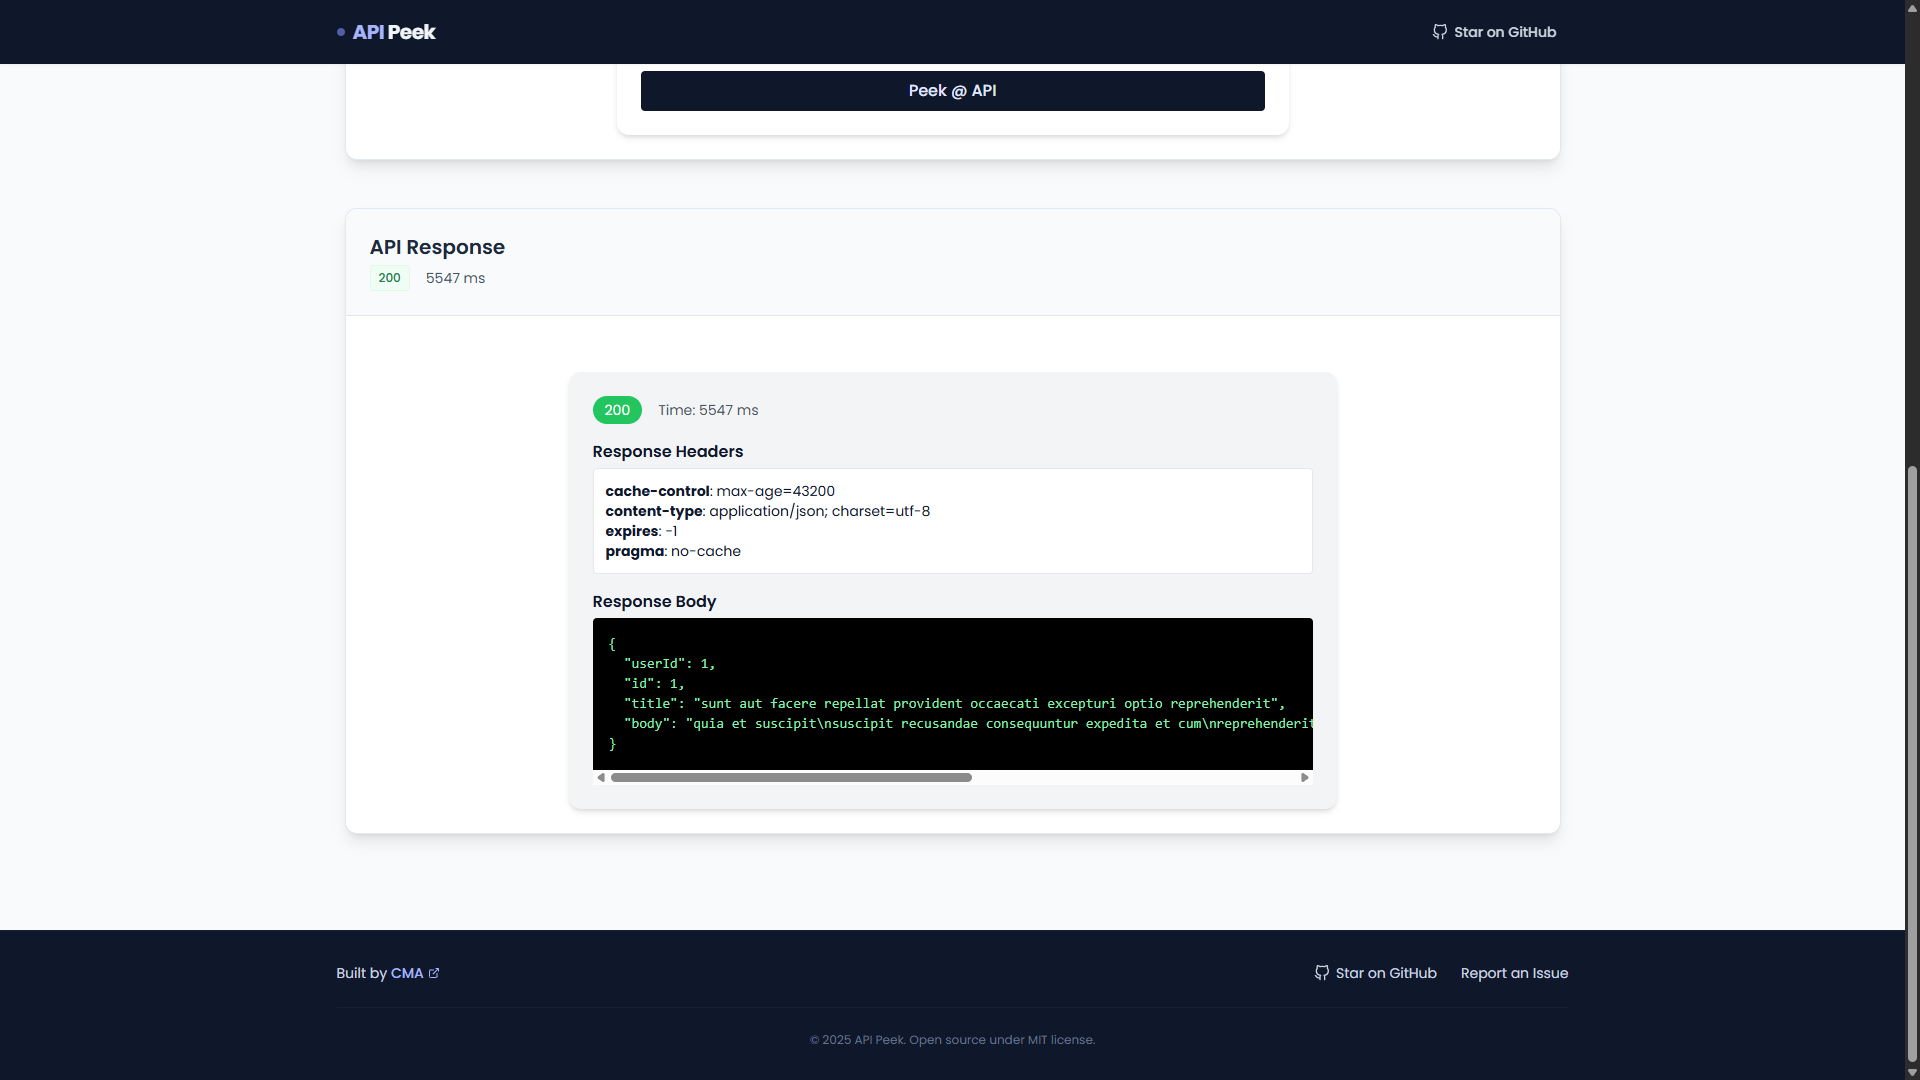 API Peek
Star on GitHub
Peek @ API
API Response
200 5547 ms
200 Time: 5547 ms
Response Headers
cache-control: max-age=43200
content-type: application/json; charset=utf-8
expires: -1
pragma: no-cache
Response Body
{
"userId": 1,
"id": 1,
"title": "sunt aut facere repellat provident occaecati excepturi optio reprehenderit",
"body": "quia et suscipit\nsuscipit recusandae consequuntur expedita et cum\nreprehenderit
}
Built by CMA
Star on GitHub
Report an Issue
© 2025 API Peek. Open source under MIT license.